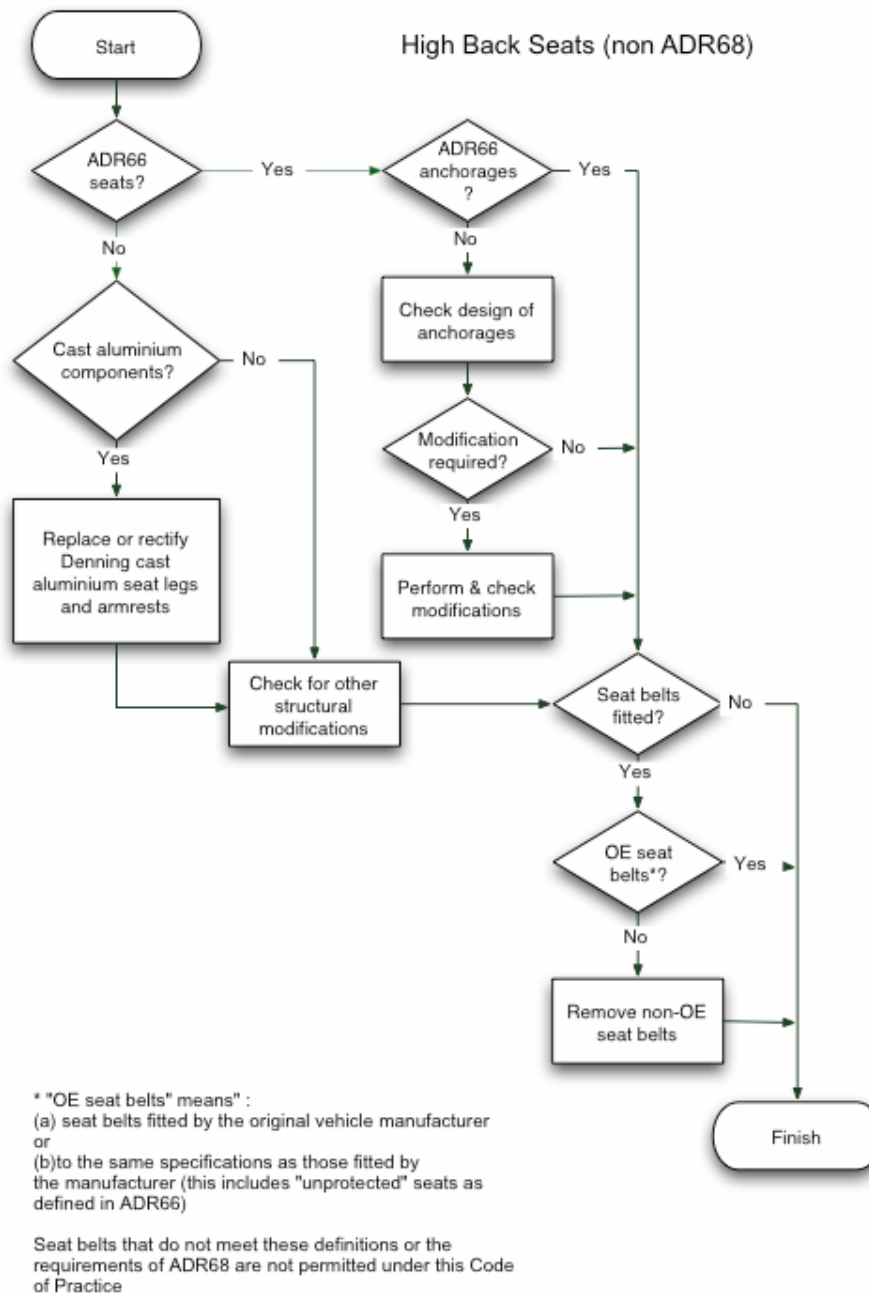 High Back Seats (non ADR68)
Start
ADR66
seats?
Yes
ADR66
anchorages
?
Yes
No
No
Check design of
anchorages
Cast aluminium
components?
No
Modification
required?
No
Yes
Yes
Replace or rectify
Denning cast
aluminium seat legs
and armrests
Perform & check
modifications
Check for other
structural
modifications
Seat belts
fitted?
No
Yes
OE seat
belts*?
Yes
No
Remove non-OE
seat belts
Finish
* "OE seat belts" means" :
(a) seat belts fitted by the original vehicle manufacturer
or
(b)to the same specifications as those fitted by
the manufacturer (this includes "unprotected" seats as
defined in ADR66)
Seat belts that do not meet these definitions or the
requirements of ADR68 are not permitted under this Code
of Practice